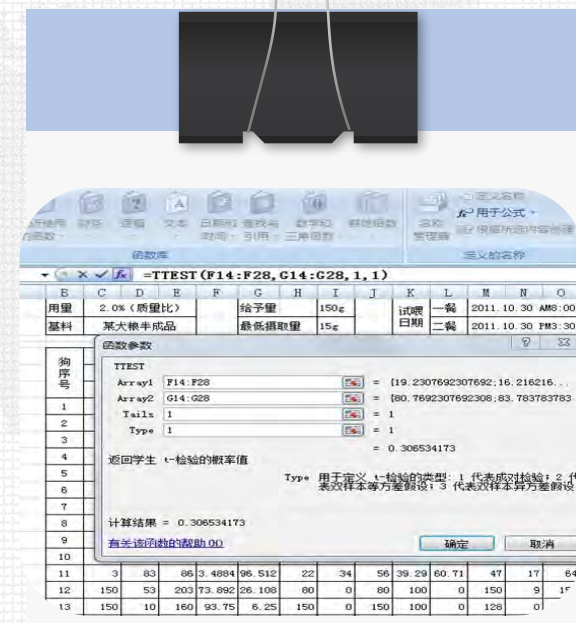 用于公式
函数库
定义的名称
=TTEST(F14:F28,G14:G28,1,1)
B C D E F G H I J K L M N O
用量 2.0%（质量比） 给予量 150g 试喂日期 一餐 2011.10.30 AM8:00
基料 某犬粮半成品 最低摄取量 15g 二餐 2011.10.30 PM3:30
狗序号
函数参数
TTEST
Array1 F14:F28 = {19.2307692307692;16.216216...
Array2 G14:G28 = {80.7692307692308;83.783783783
Tails 1 = 1
Type 1 = 1
= 0.306534173
返回学生 t-检验的概率值
Type 用于定义 t-检验的类型: 1 代表成对检验; 2 代
表双样本等方差假设; 3 代表双样本异方差假设
计算结果 = 0.306534173
有关该函数的帮助(H) 确定 取消
1
2
3
4
5
6
7
8
9
10
11 3 83 86 3.4884 96.512 22 34 56 39.29 60.71 47 17 64
12 150 53 203 73.892 26.108 80 0 80 100 0 150 9
13 150 10 160 93.75 6.25 150 0 150 100 0 128 0